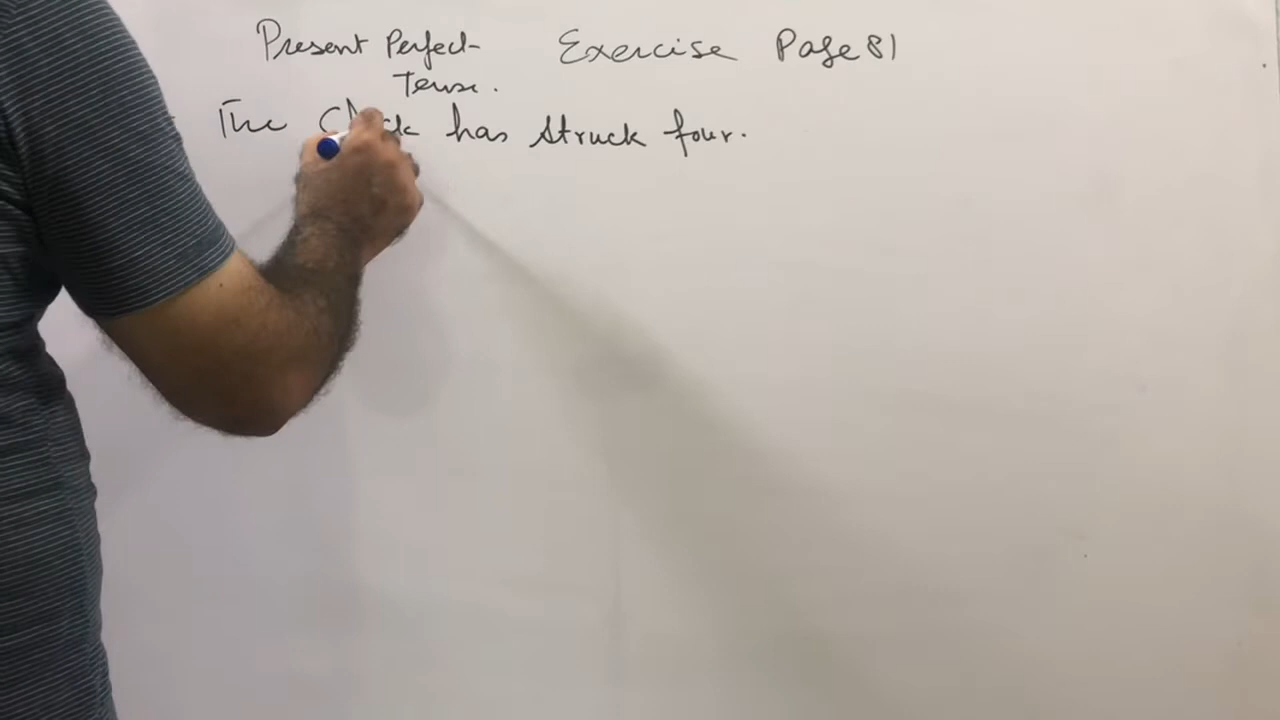 Present Perfect Exercise Page 81
Tense.
The Clock has struck four.